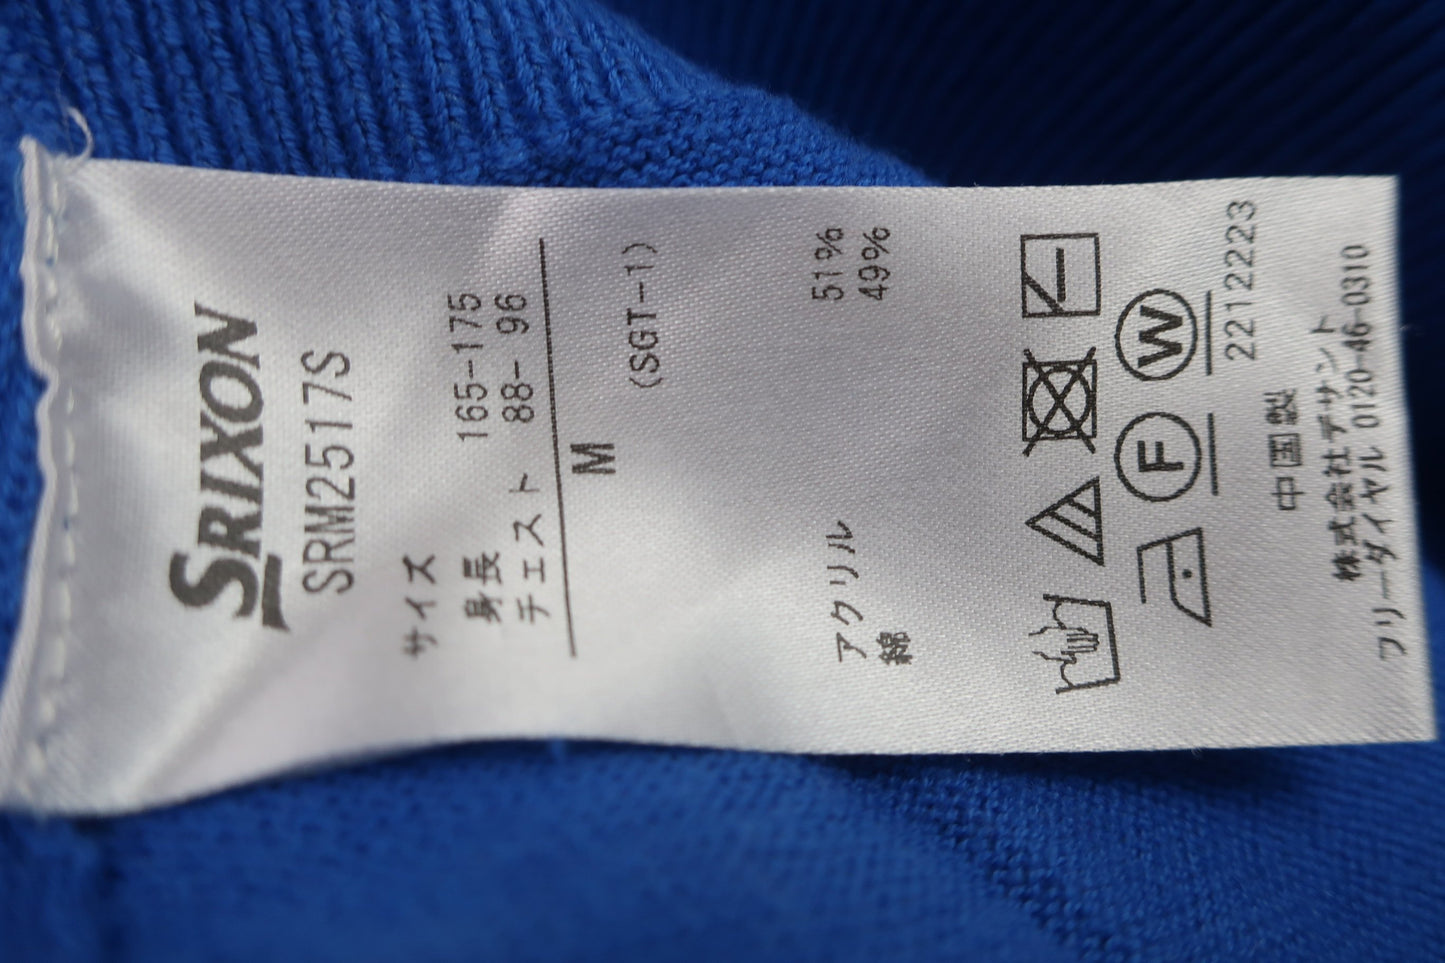 SRIXON
SRM2517S
サイズ
身長 165-175
チェスト 88- 96
M
(SGT-1)
アクリル 51%
綿 49%
F W
2212223
中国製
株式会社デサント
フリーダイヤル 0120-46-0310